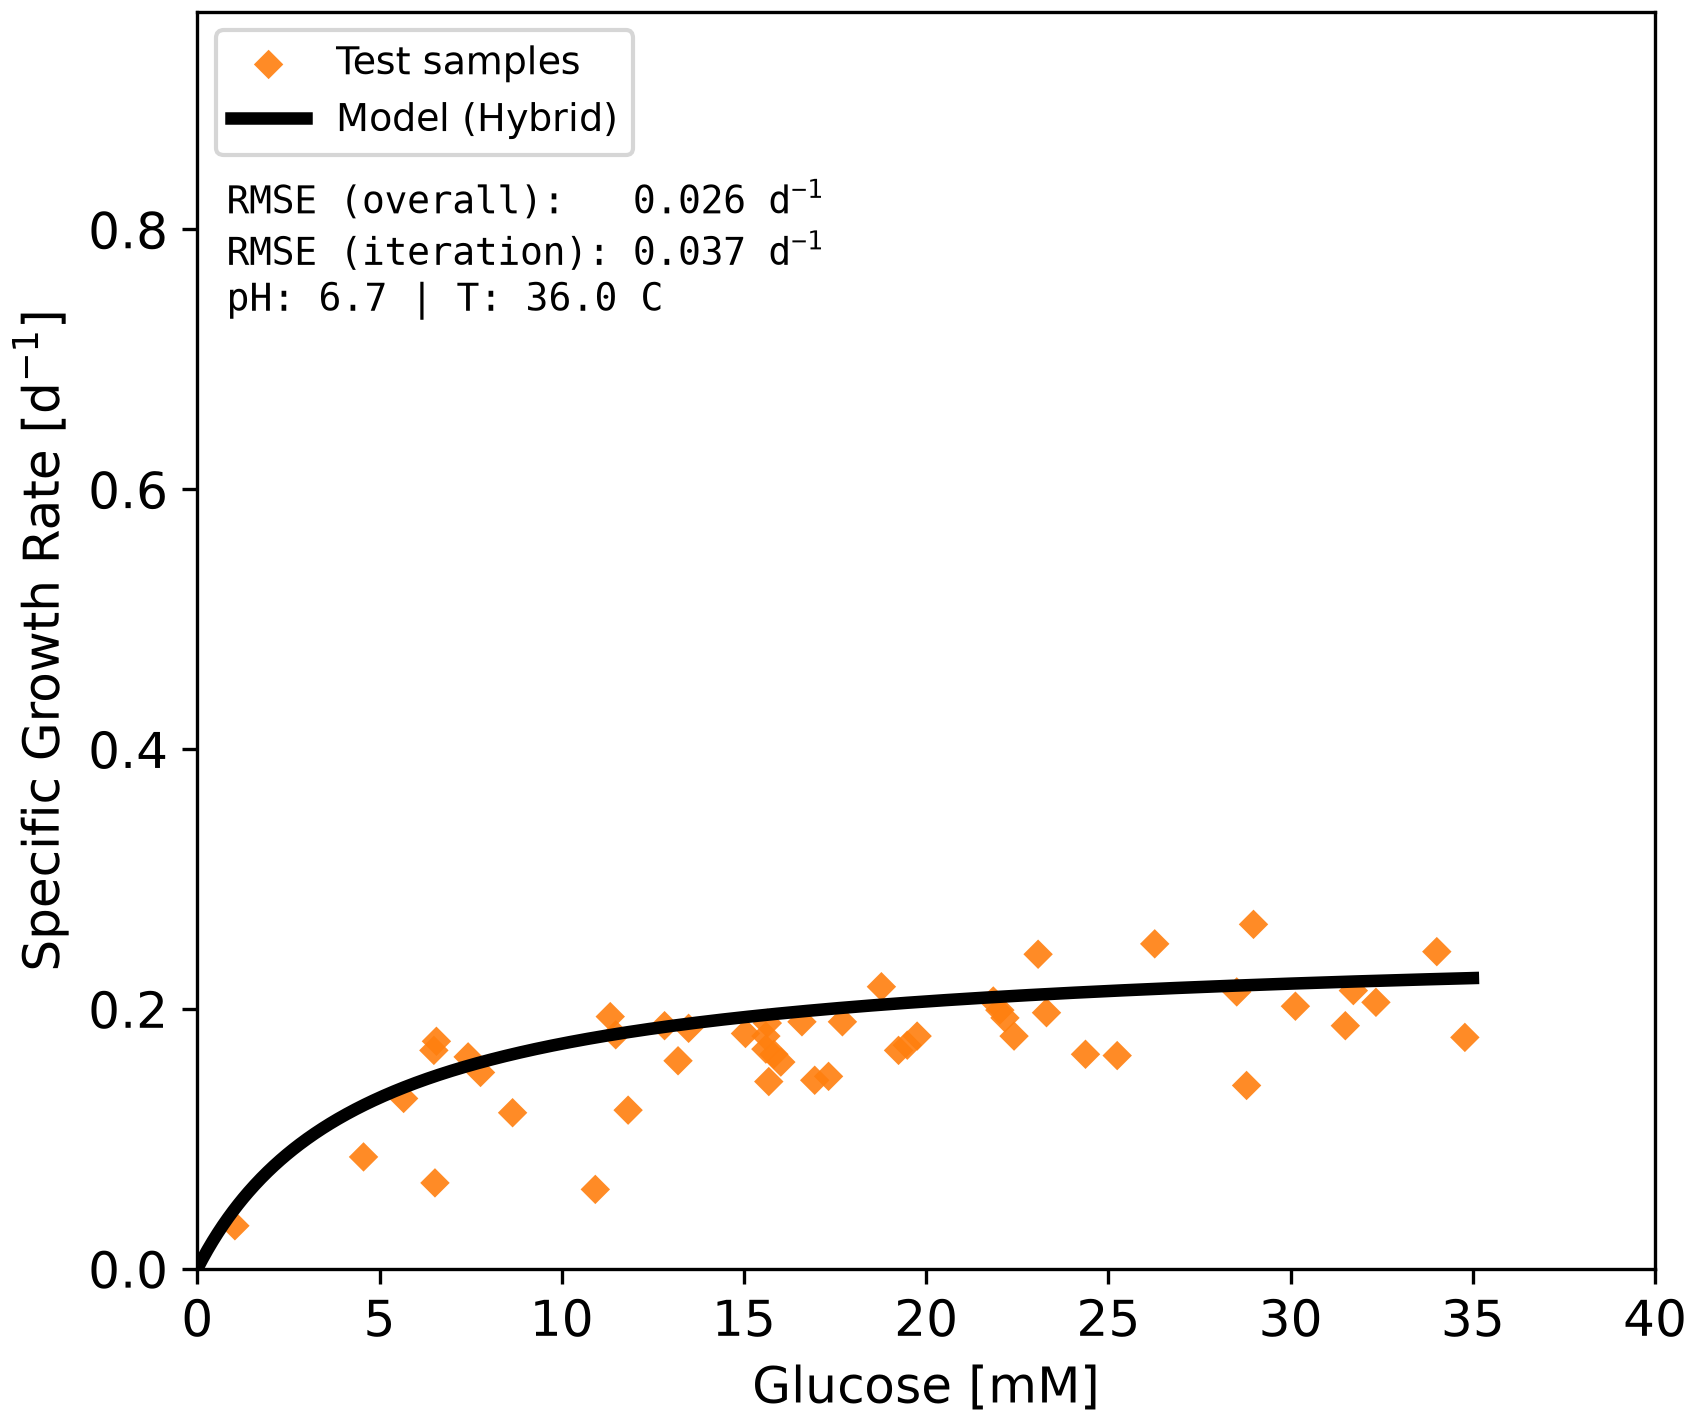 Test samples
Model (Hybrid)
RMSE (overall):   0.026 d⁻¹
RMSE (iteration): 0.037 d⁻¹
pH: 6.7 | T: 36.0 C
Specific Growth Rate [d⁻¹]
0.8
0.6
0.4
0.2
0.0
0 5 10 15 20 25 30 35 40
Glucose [mM]